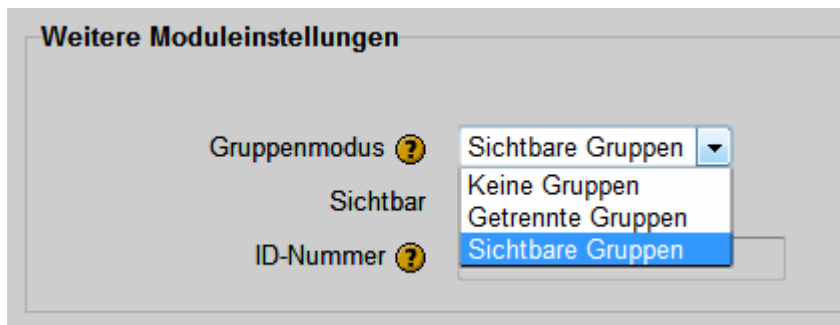 Weitere Moduleinstellungen
Gruppenmodus ? Sichtbare Gruppen
Keine Gruppen
Sichtbar
Getrennte Gruppen
ID-Nummer ? Sichtbare Gruppen